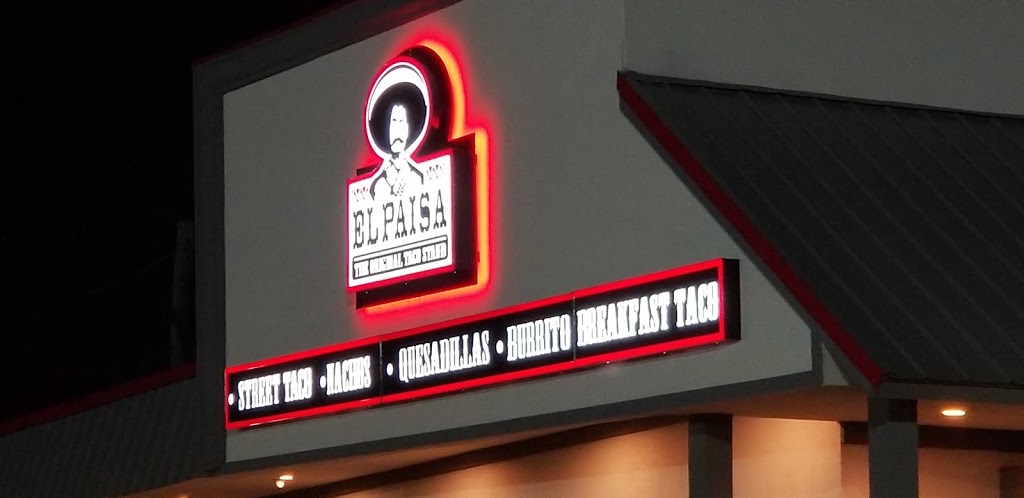 EL PAISA
THE ORIGINAL TACO STAND
• STREET TACO • NACHOS • QUESADILLAS • BURRITO BREAKFAST TACO